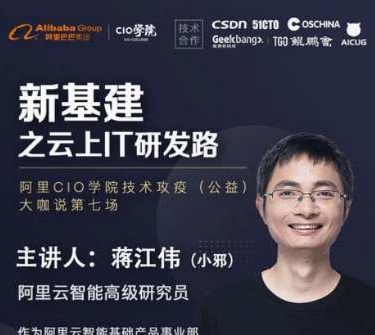 Alibaba Group
阿里巴巴集团
CIO学院
技术
合作
CSDN 51CTO OSCHINA
Geekbang>. TGO 鲲鹏会 AICUG
新基建
之云上IT研发路
阿里CIO学院技术攻疫（公益）
大咖说第七场
主讲人：蒋江伟（小邪）
阿里云智能高级研究员
作为阿里云智能基础产品事业部